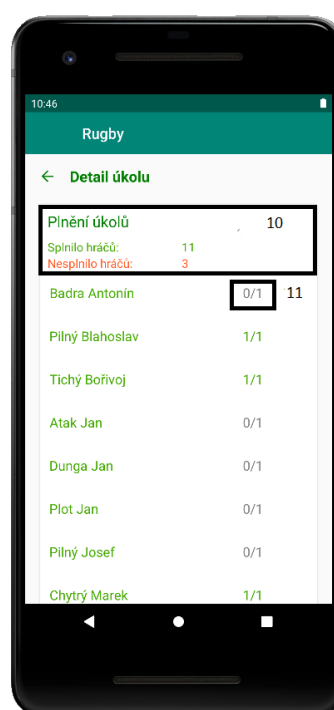 10:46
Rugby
← Detail úkolu
Plnění úkolů 10
Splnilo hráčů: 11
Nesplnilo hráčů: 3
Badra Antonín 0/1 11
Pilný Blahoslav 1/1
Tichý Bořivoj 1/1
Atak Jan 0/1
Dunga Jan 0/1
Plot Jan 0/1
Pilný Josef 0/1
Chytrý Marek 1/1